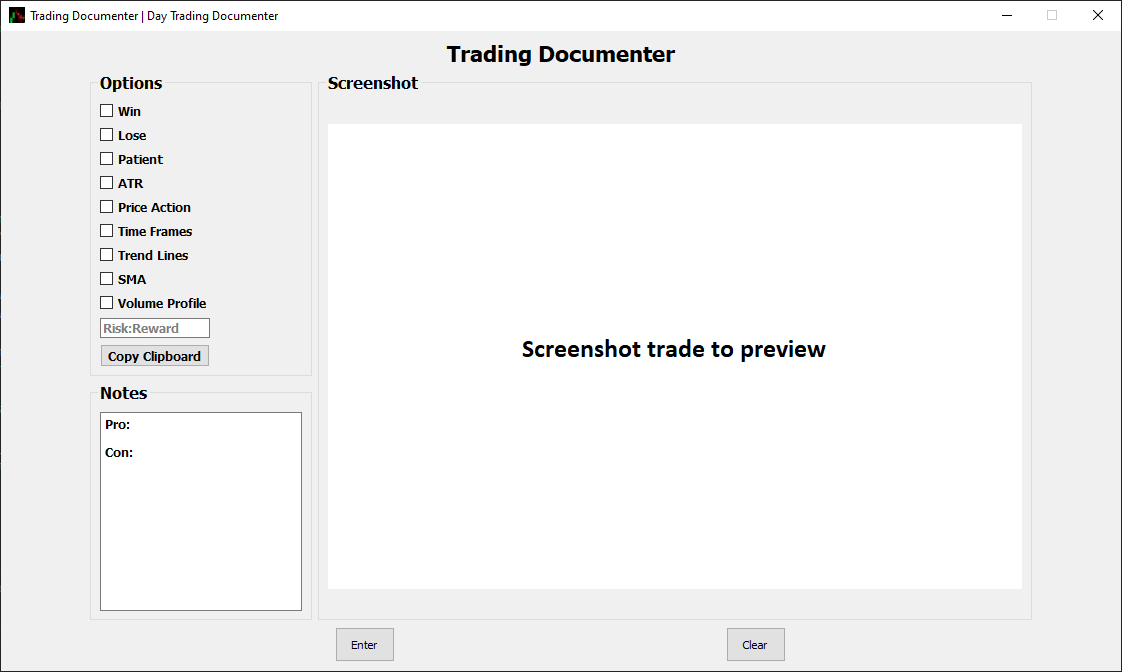 Trading Documenter | Day Trading Documenter
Trading Documenter
Options
Win
Lose
Patient
ATR
Price Action
Time Frames
Trend Lines
SMA
Volume Profile
Risk:Reward
Copy Clipboard
Notes
Pro:
Con:
Screenshot
Screenshot trade to preview
Enter
Clear